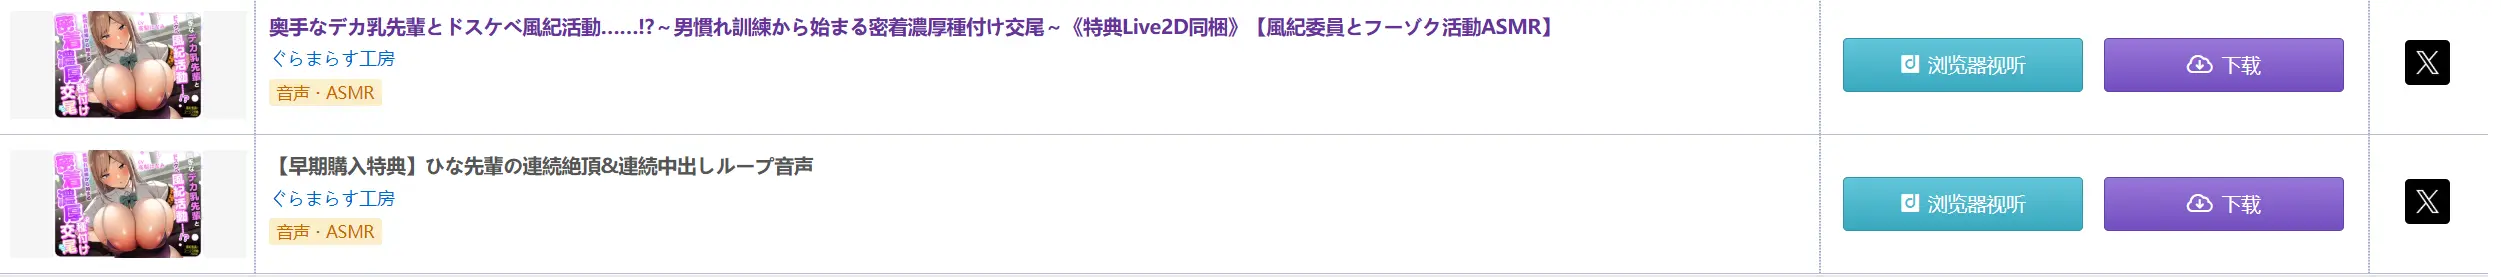 奥手なデカ乳先輩とドスケベ風紀活動……!?～男慣れ訓練から始まる密着濃厚種付け交尾～《特典Live2D同梱》【風紀委員とフーゾク活動ASMR】
ぐらまらす工房
音声・ASMR
浏览器视听
下载
【早期購入特典】ひな先輩の連続絶頂&連続中出しループ音声
ぐらまらす工房
音声・ASMR
浏览器视听
下载